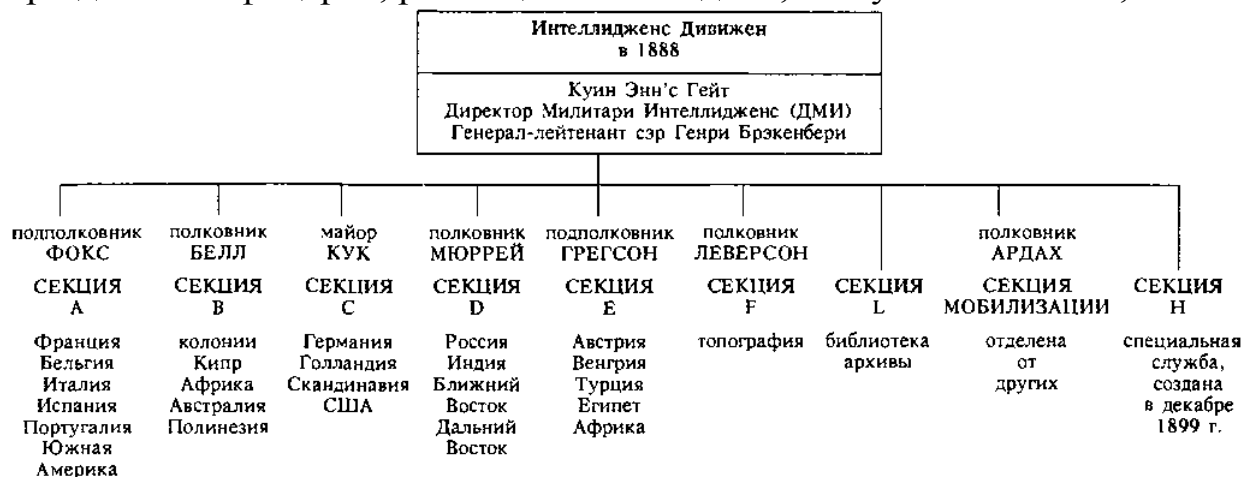 Интеллидженс Дивижен
в 1888
Куин Энн'с Гейт
Директор Милитари Интеллидженс (ДМИ)
Генерал-лейтенант сэр Генри Брэкенбери
подполковник
ФОКС
СЕКЦИЯ
А
Франция
Бельгия
Италия
Испания
Португалия
Южная
Америка
полковник
БЕЛЛ
СЕКЦИЯ
В
колонии
Кипр
Африка
Австралия
Полинезия
майор
КУК
СЕКЦИЯ
С
Германия
Голландия
Скандинавия
США
полковник
МЮРРЕЙ
СЕКЦИЯ
D
Россия
Индия
Ближний
Восток
Дальний
Восток
подполковник
ГРЕГСОН
СЕКЦИЯ
Е
Австрия
Венгрия
Турция
Египет
Африка
полковник
ЛЕВЕРСОН
СЕКЦИЯ
F
топография
СЕКЦИЯ
L
библиотека
архивы
полковник
АРДАХ
СЕКЦИЯ
МОБИЛИЗАЦИИ
отделена
от
других
СЕКЦИЯ
Н
специальная
служба,
создана
в декабре
1899 г.